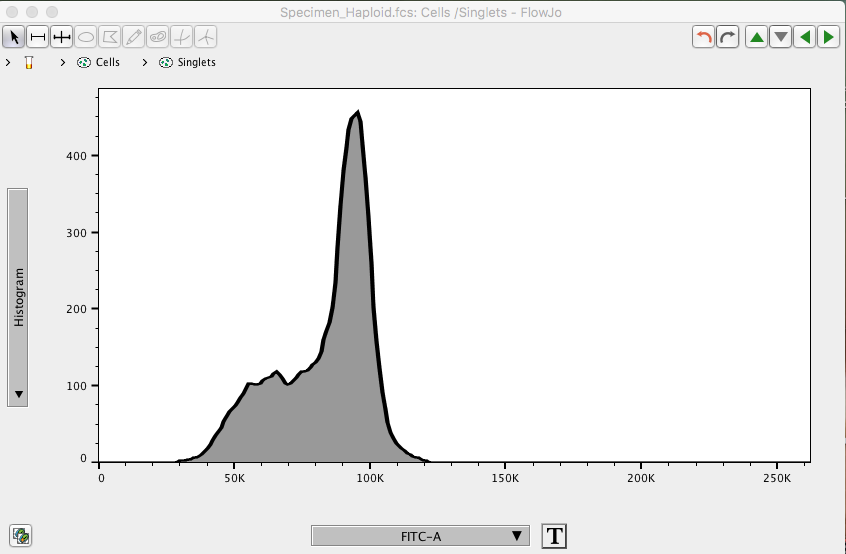 Specimen_Haploid.fcs: Cells /Singlets - FlowJo
Cells
Singlets
400
300
200
100
0
Histogram
0
50K
100K
150K
200K
250K
FITC-A
T